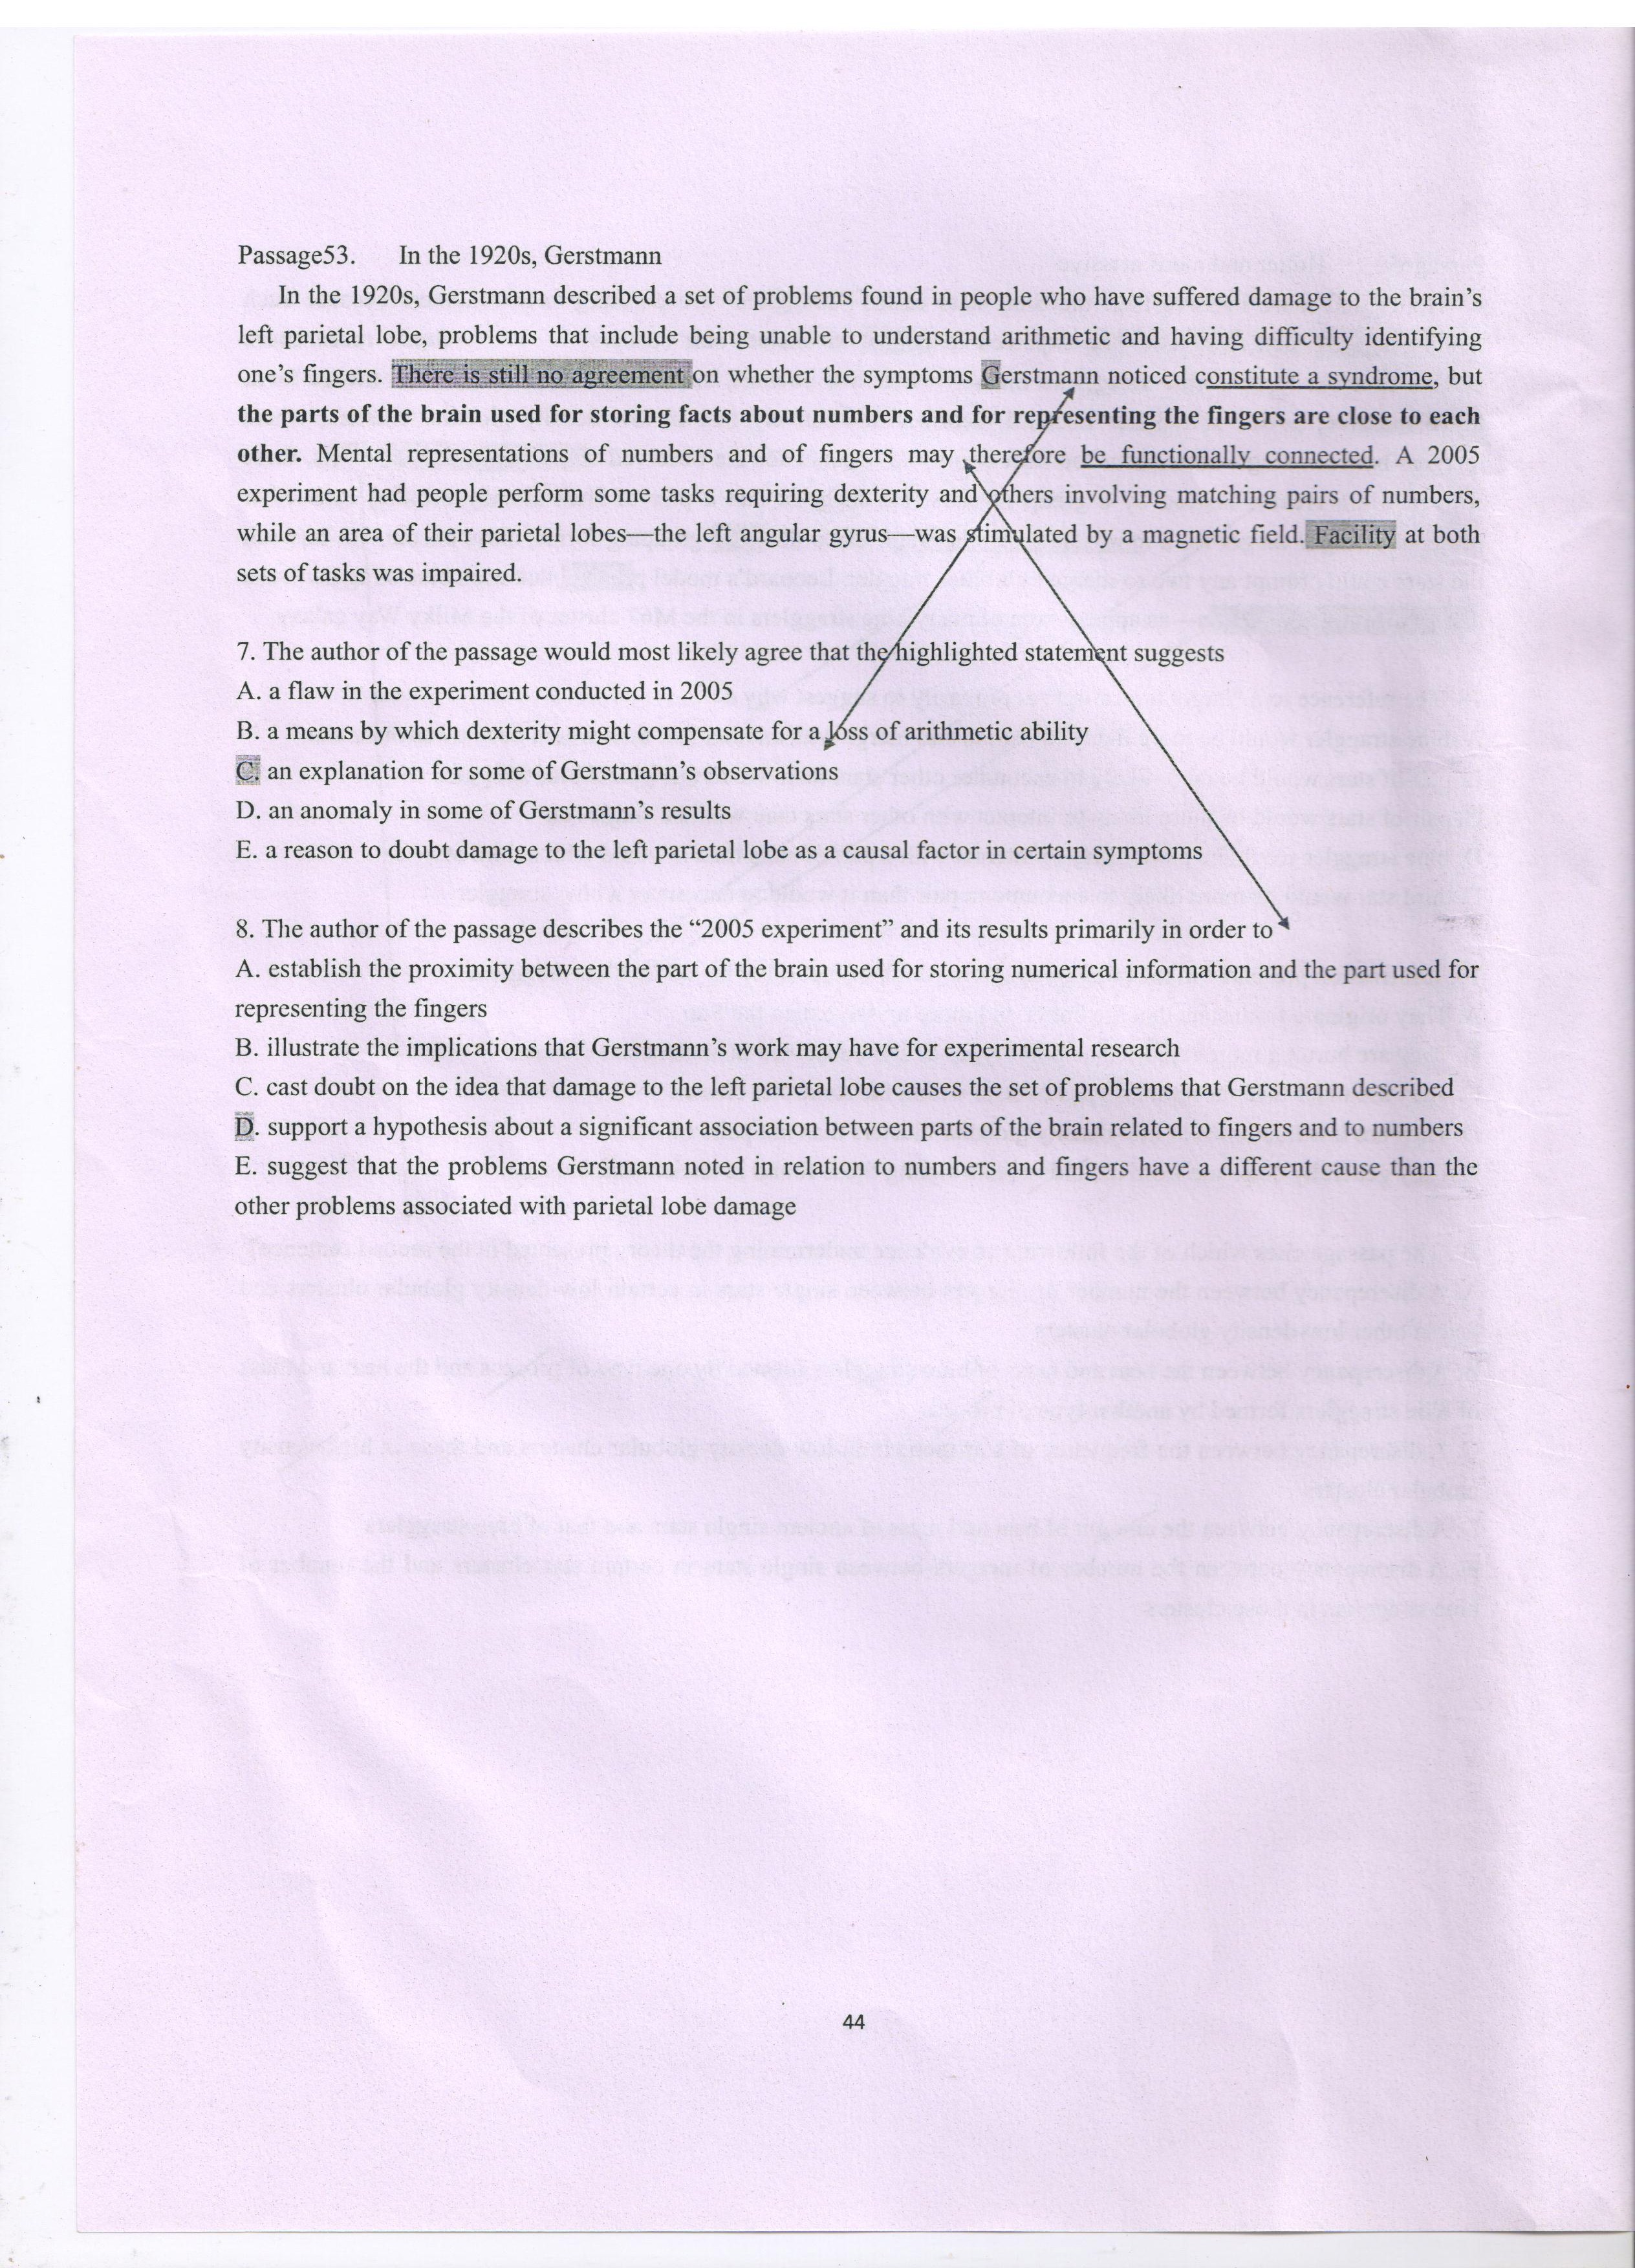 Passage53. In the 1920s, Gerstmann
In the 1920s, Gerstmann described a set of problems found in people who have suffered damage to the brain’s
left parietal lobe, problems that include being unable to understand arithmetic and having difficulty identifying
one’s fingers. There is still no agreement on whether the symptoms Gerstmann noticed constitute a syndrome, but
the parts of the brain used for storing facts about numbers and for representing the fingers are close to each
other. Mental representations of numbers and of fingers may therefore be functionally connected. A 2005
experiment had people perform some tasks requiring dexterity and others involving matching pairs of numbers,
while an area of their parietal lobes—the left angular gyrus—was stimulated by a magnetic field. Facility at both
sets of tasks was impaired.
7. The author of the passage would most likely agree that the highlighted statement suggests
A. a flaw in the experiment conducted in 2005
B. a means by which dexterity might compensate for a loss of arithmetic ability
C. an explanation for some of Gerstmann’s observations
D. an anomaly in some of Gerstmann’s results
E. a reason to doubt damage to the left parietal lobe as a causal factor in certain symptoms
8. The author of the passage describes the “2005 experiment” and its results primarily in order to
A. establish the proximity between the part of the brain used for storing numerical information and the part used for
representing the fingers
B. illustrate the implications that Gerstmann’s work may have for experimental research
C. cast doubt on the idea that damage to the left parietal lobe causes the set of problems that Gerstmann described
D. support a hypothesis about a significant association between parts of the brain related to fingers and to numbers
E. suggest that the problems Gerstmann noted in relation to numbers and fingers have a different cause than the
other problems associated with parietal lobe damage
44